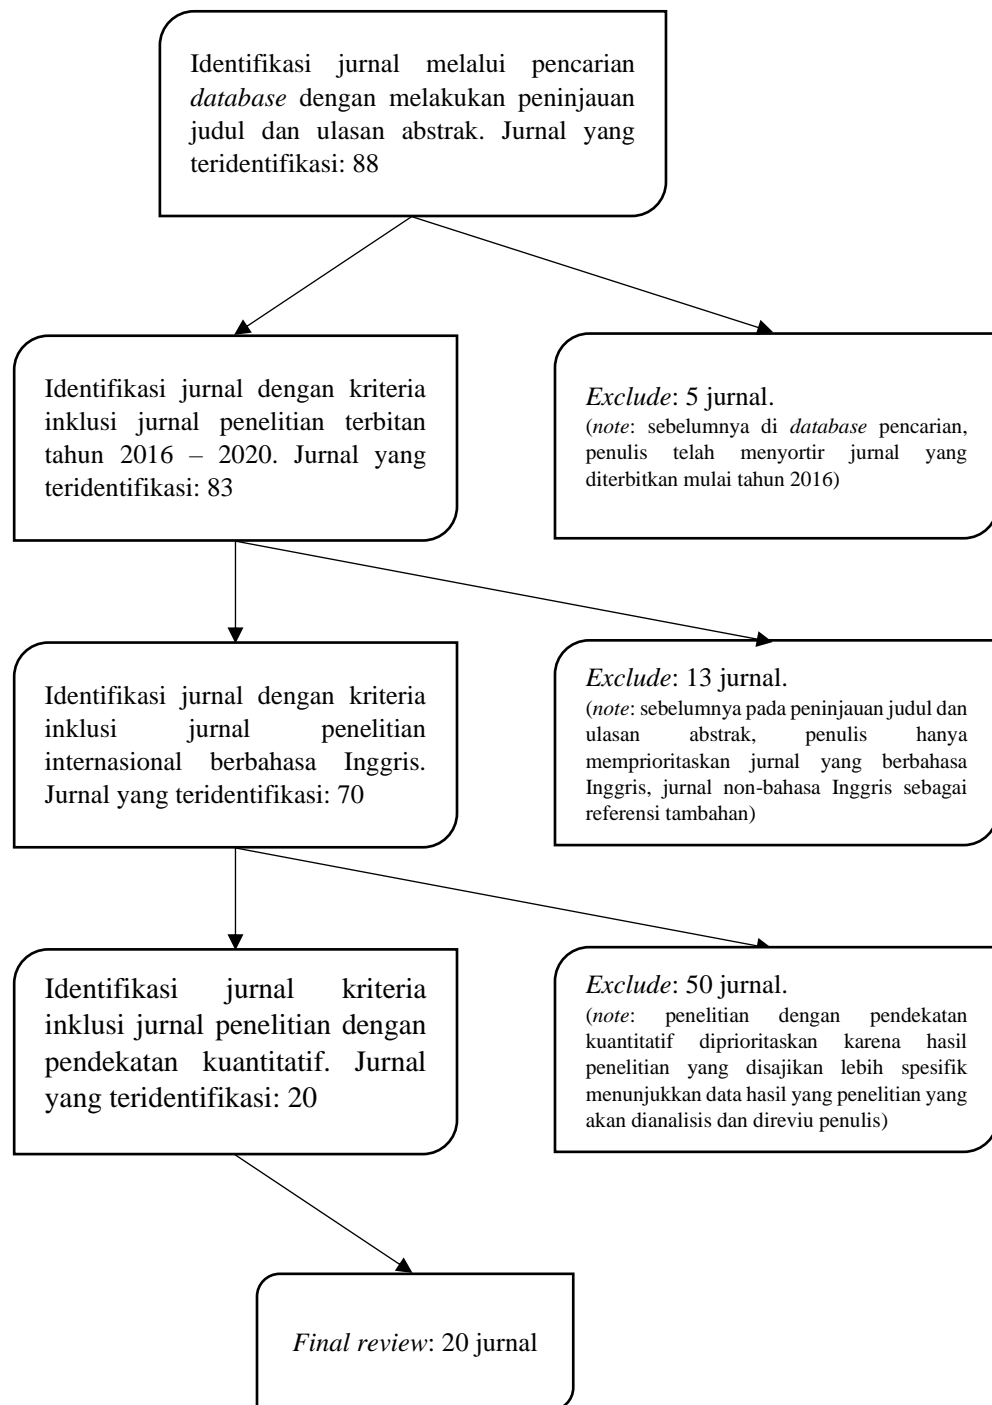 Identifikasi jurnal melalui pencarian
database dengan melakukan peninjauan
judul dan ulasan abstrak. Jurnal yang
teridentifikasi: 88
Identifikasi jurnal dengan kriteria
inklusi jurnal penelitian terbitan
tahun 2016 – 2020. Jurnal yang
teridentifikasi: 83
Exclude: 5 jurnal.
(note: sebelumnya di database pencarian,
penulis telah menyortir jurnal yang
diterbitkan mulai tahun 2016)
Identifikasi jurnal dengan kriteria
inklusi jurnal penelitian
internasional berbahasa Inggris.
Jurnal yang teridentifikasi: 70
Exclude: 13 jurnal.
(note: sebelumnya pada peninjauan judul dan
ulasan abstrak, penulis hanya
memprioritaskan jurnal yang berbahasa
Inggris, jurnal non-bahasa Inggris sebagai
referensi tambahan)
Identifikasi jurnal kriteria
inklusi jurnal penelitian dengan
pendekatan kuantitatif. Jurnal
yang teridentifikasi: 20
Exclude: 50 jurnal.
(note: penelitian dengan pendekatan
kuantitatif diprioritaskan karena hasil
penelitian yang disajikan lebih spesifik
menunjukkan data hasil yang penelitian yang
akan dianalisis dan direviu penulis)
Final review: 20 jurnal